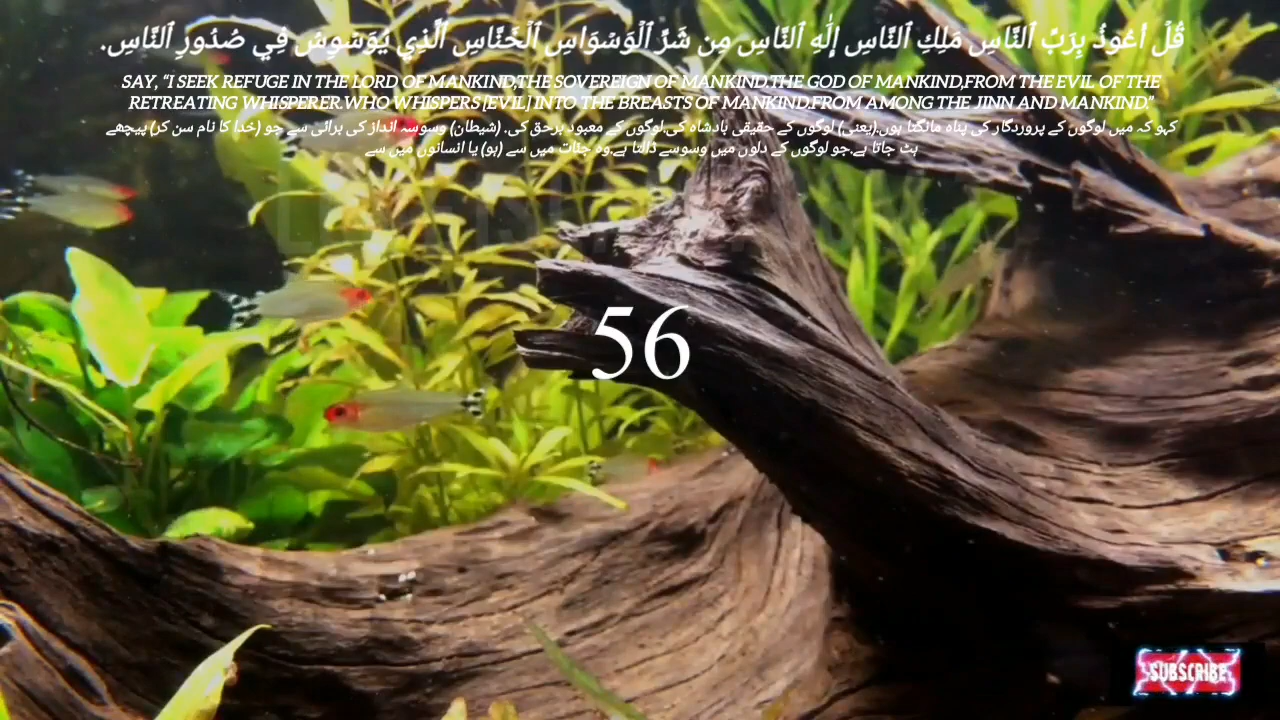 قُلْ أَعُوذُ بِرَبِّ ٱلنَّاسِ مَلِكِ ٱلنَّاسِ إِلَٰهِ ٱلنَّاسِ مِن شَرِّ ٱلْوَسْوَاسِ ٱلْخَنَّاسِ ٱلَّذِي يُوَسْوِسُ فِي صُدُورِ ٱلنَّاسِ.
SAY, “I SEEK REFUGE IN THE LORD OF MANKIND,THE SOVEREIGN OF MANKIND.THE GOD OF MANKIND,FROM THE EVIL OF THE
RETREATING WHISPERER.WHO WHISPERS [EVIL] INTO THE BREASTS OF MANKIND.FROM AMONG THE JINN AND MANKIND.”
کہو کہ میں لوگوں کے پروردگار کی پناہ مانگتا ہوں.(یعنی) لوگوں کے حقیقی بادشاہ کی.لوگوں کے معبود برحق کی. (شیطان) وسوسہ انداز کی برائی سے جو (خدا کا نام سن کر) پیچھے
ہٹ جاتا ہے.جو لوگوں کے دلوں میں وسوسے ڈالتا ہے.وہ جنّات میں سے (ہو) یا انسانوں میں سے
56
SUBSCRIBE